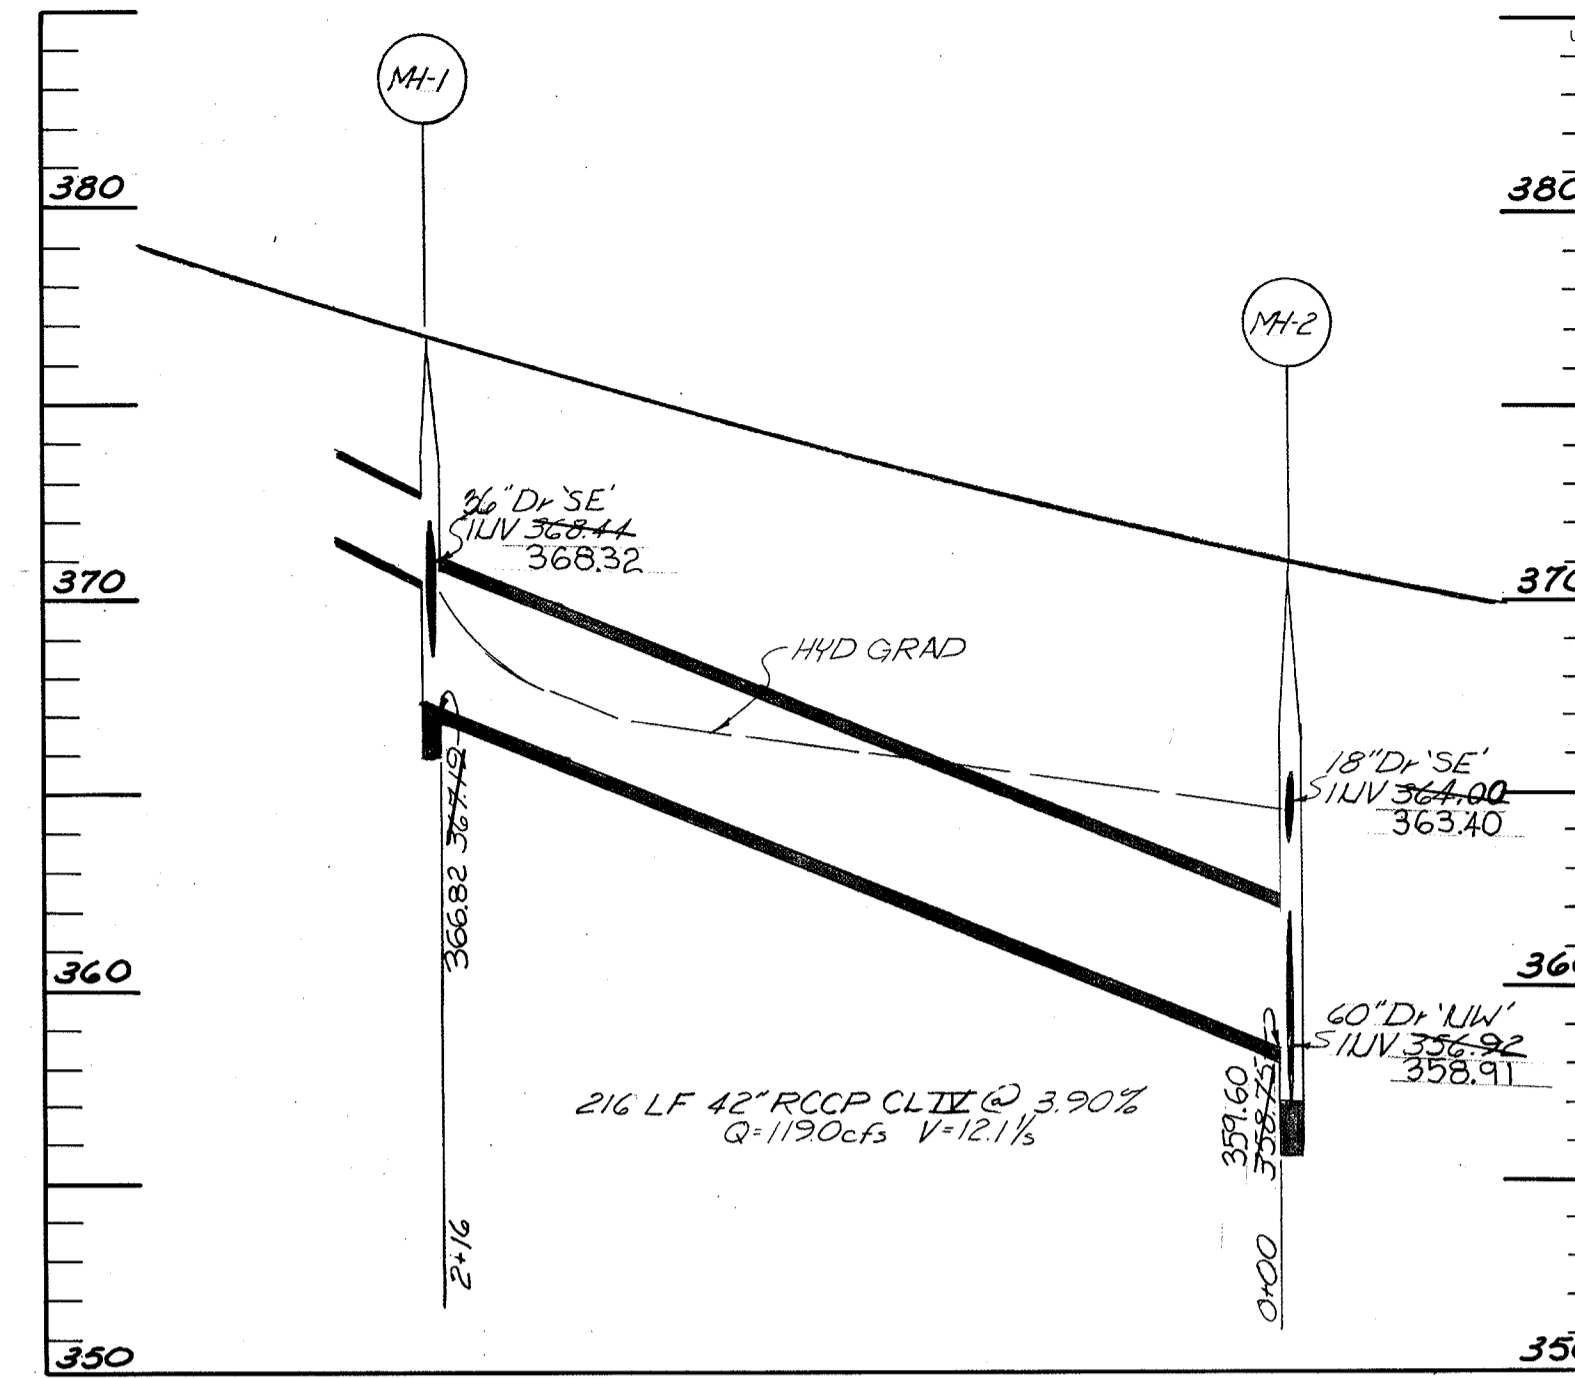 MH-1
380
380
MH-2
36" Dr 'SE'
INV 368.44
368.32
370
370
HYD GRAD
18" Dr 'SE'
INV 364.00
363.40
366.82 367.19
360
360
60" Dr 'NW'
INV 356.92
358.91
216 LF 42" RCCP CL IV @ 3.90%
Q=119.0cfs V=12.1'/s
359.60
358.75
2+16
0+00
350
350